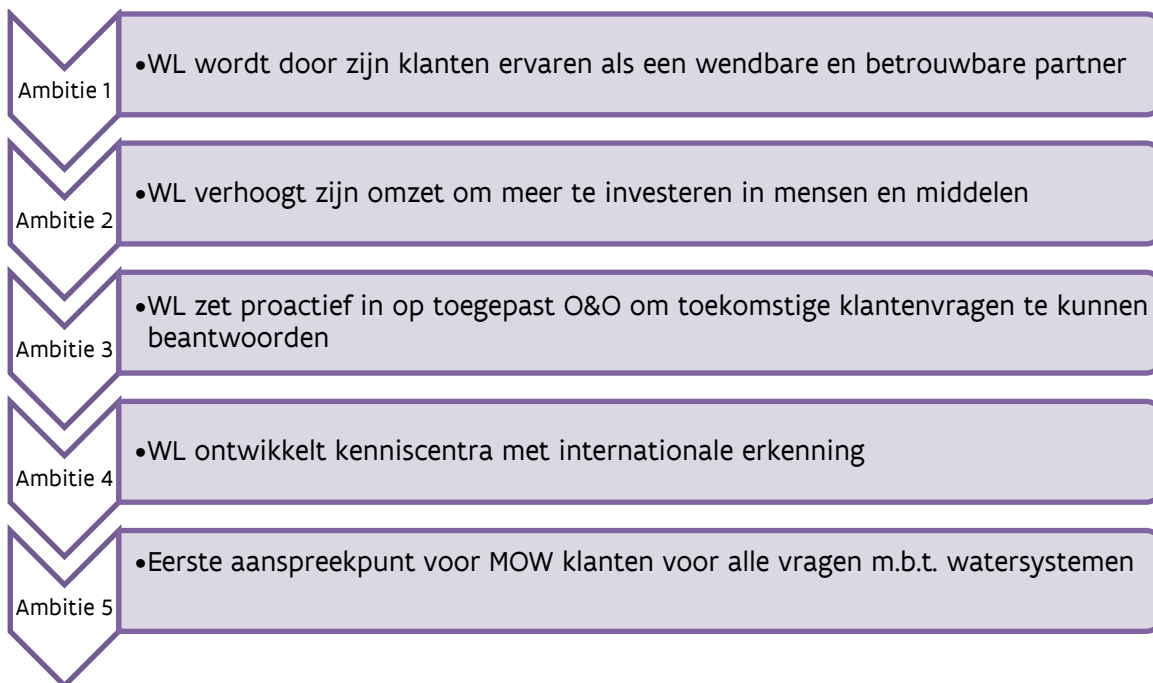 Ambitie 1
•WL wordt door zijn klanten ervaren als een wendbare en betrouwbare partner
Ambitie 2
•WL verhoogt zijn omzet om meer te investeren in mensen en middelen
Ambitie 3
•WL zet proactief in op toegepast O&O om toekomstige klantenvragen te kunnen
beantwoorden
Ambitie 4
•WL ontwikkelt kenniscentra met internationale erkenning
Ambitie 5
•Eerste aanspreekpunt voor MOW klanten voor alle vragen m.b.t. watersystemen